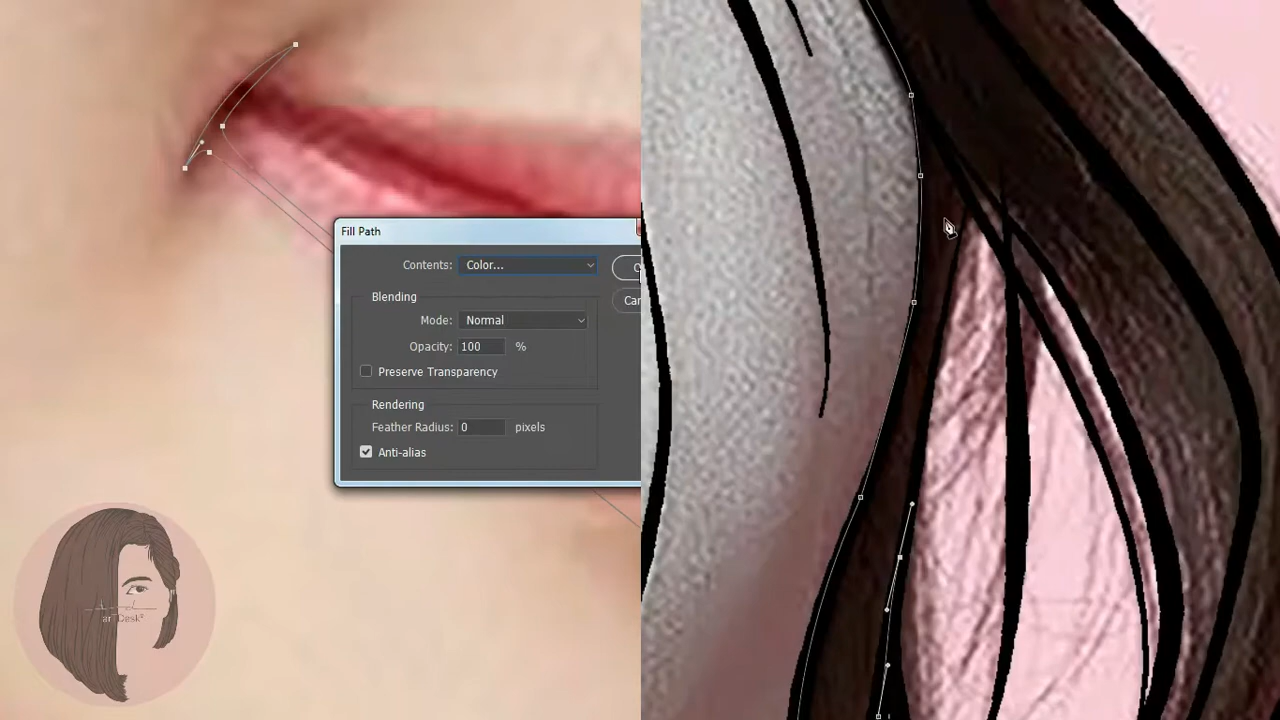 Fill Path
Contents: Color...
Blending
Mode: Normal
Opacity: 100 %
Preserve Transparency
Rendering
Feather Radius: 0 pixels
Anti-alias